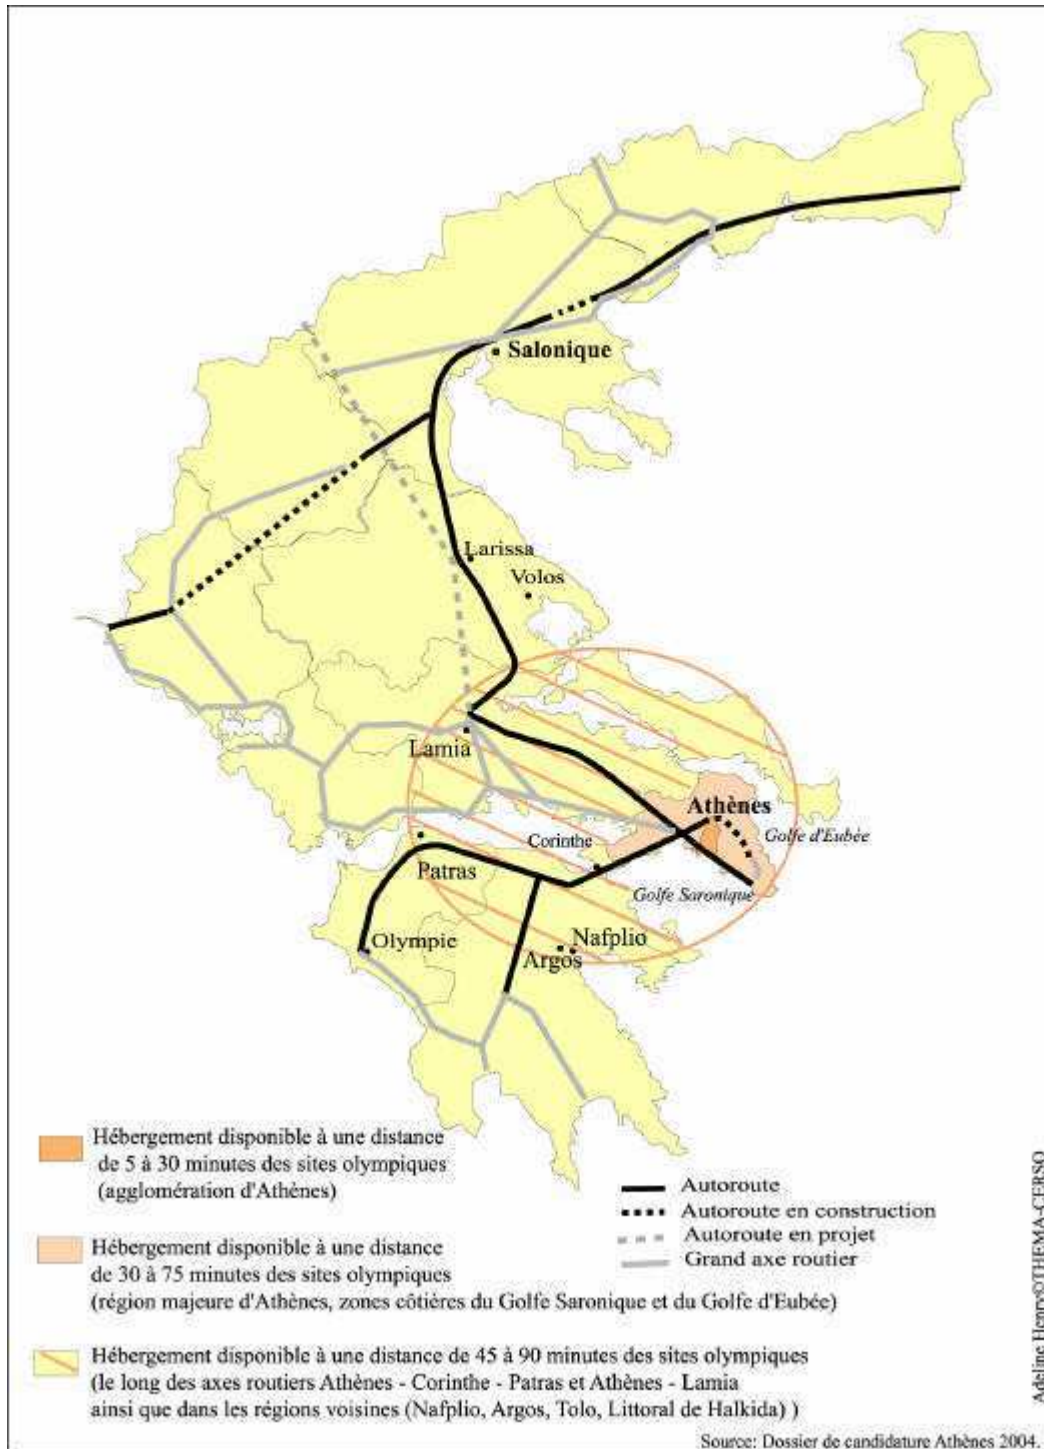 Salonique
Larissa
Volos
Lamia
Athènes
Golfe d'Eubée
Corinthe
Patras
Golfe Saronique
Olympie
Nafplio
Argos
Hébergement disponible à une distance
de 5 à 30 minutes des sites olympiques
(agglomération d'Athènes)
Autoroute
Autoroute en construction
Autoroute en projet
Grand axe routier
Hébergement disponible à une distance
de 30 à 75 minutes des sites olympiques
(région majeure d'Athènes, zones côtières du Golfe Saronique et du Golfe d'Eubée)
Hébergement disponible à une distance de 45 à 90 minutes des sites olympiques
(le long des axes routiers Athènes - Corinthe - Patras et Athènes - Lamia
ainsi que dans les régions voisines (Nafplio, Argos, Tolo, Littoral de Halkida) )
Source: Dossier de candidature Athènes 2004.
Adeline Henry©THEMA-CERSO